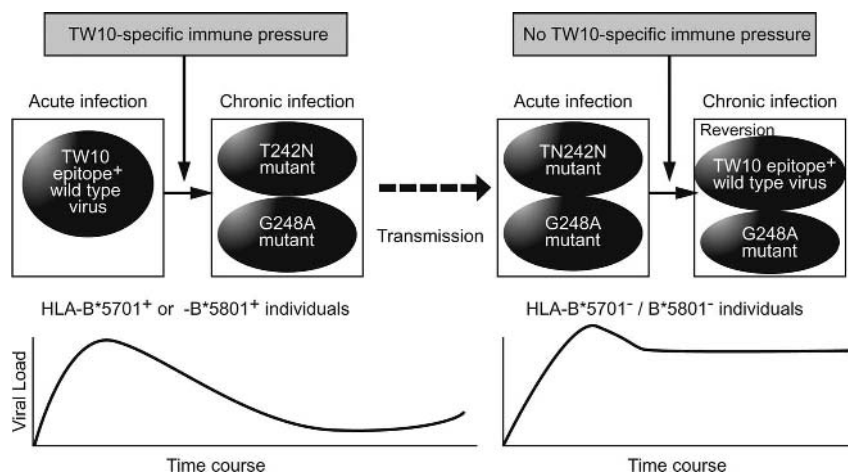 TW10-specific immune pressure
No TW10-specific immune pressure
Acute infection
Chronic infection
Acute infection
Chronic infection
TW10
epitope+
wild type
virus
T242N
mutant
G248A
mutant
Transmission
TN242N
mutant
G248A
mutant
Reversion
TW10 epitope+
wild type virus
G248A
mutant
HLA-B*5701+ or -B*5801+ individuals
HLA-B*5701- / B*5801- individuals
Viral Load
Time course
Time course